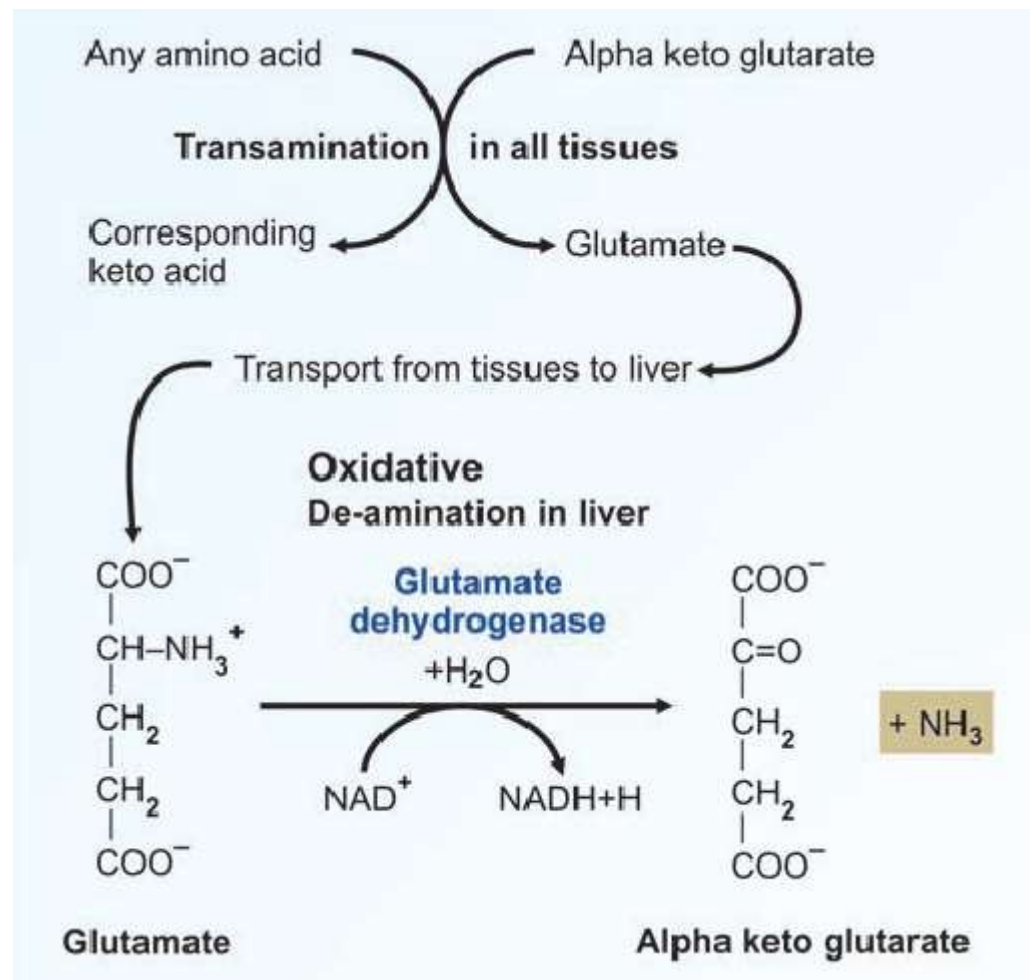 Any amino acid
Alpha keto glutarate
Transamination in all tissues
Corresponding
keto acid
Glutamate
Transport from tissues to liver
Oxidative
De-amination in liver
Glutamate
dehydrogenase
+H₂O
NAD⁺
NADH+H
COO⁻
CH–NH₃⁺
CH₂
CH₂
COO⁻
Glutamate
COO⁻
C=O
CH₂
CH₂
COO⁻
+ NH₃
Alpha keto glutarate